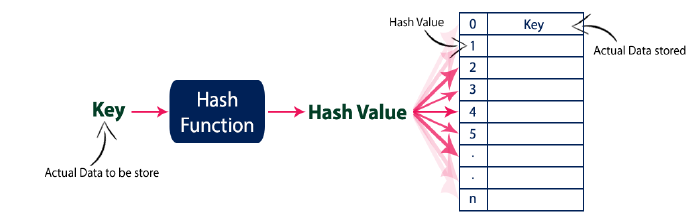 Hash Value
0 Key
Actual Data stored
1
2
3
4
5
.
.
n
Key
Hash
Function
Hash Value
Actual Data to be store